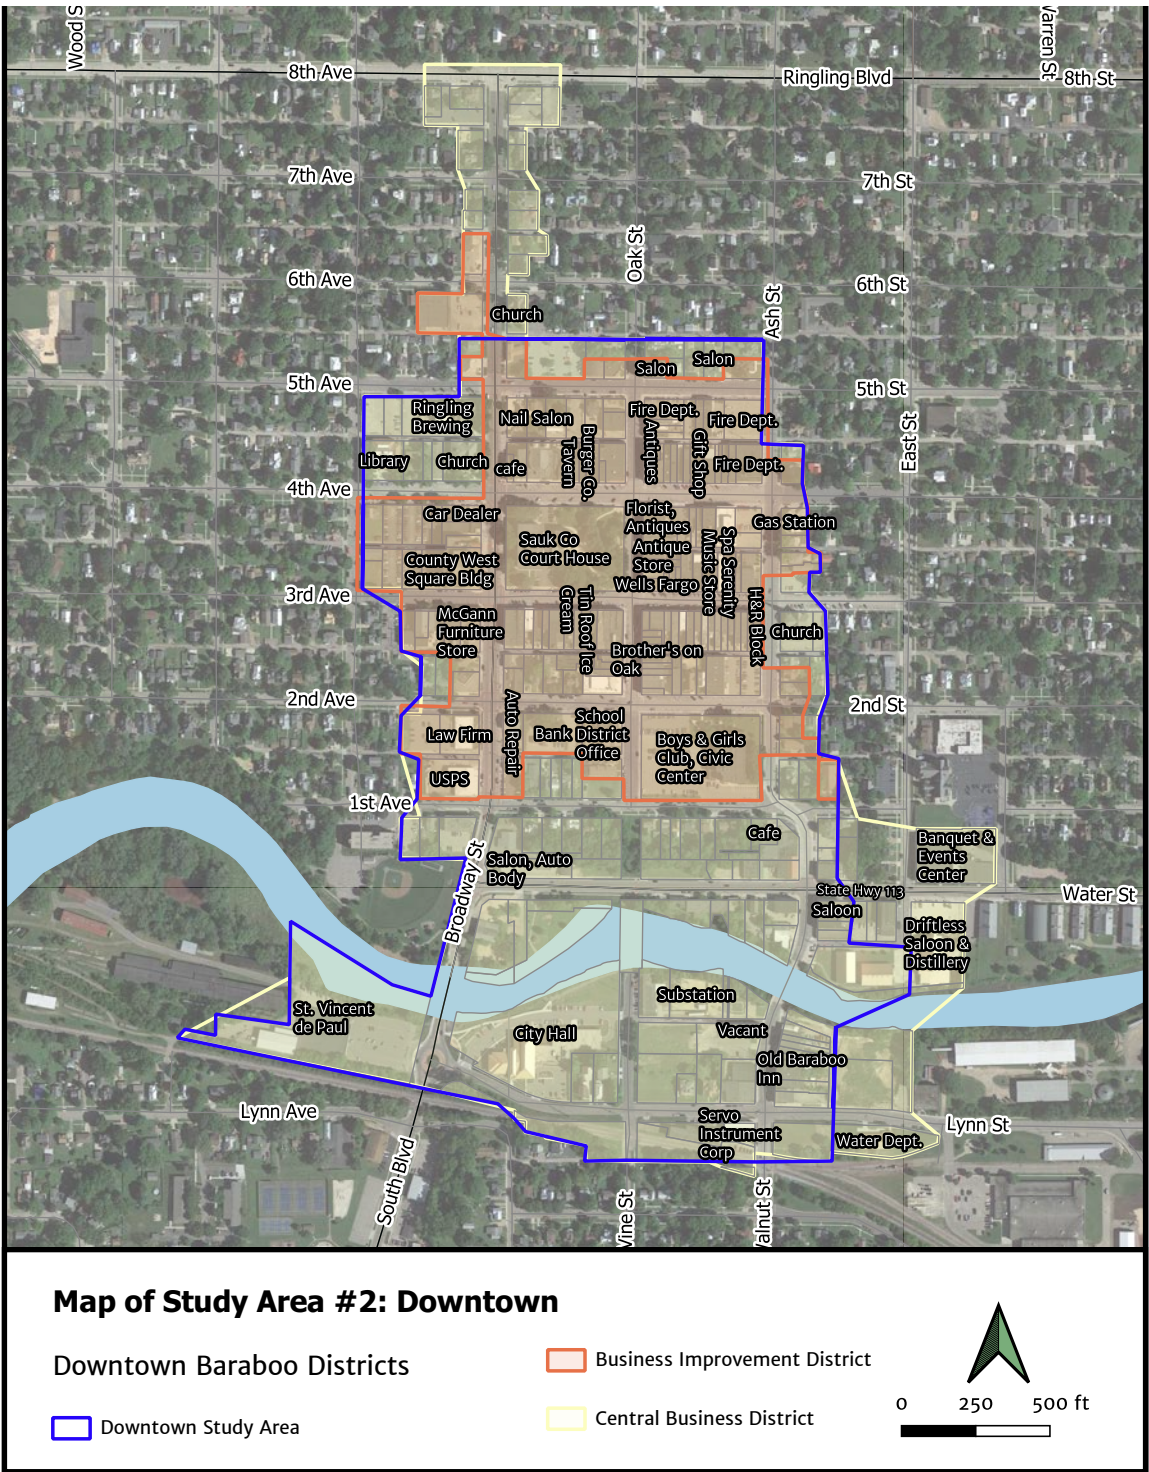 Wood S
Warren St
8th Ave
Ringling Blvd
8th St
7th Ave
7th St
Oak St
6th Ave
6th St
Ash St
Church
Salon
Salon
5th Ave
5th St
Ringling
Brewing
Nail Salon
Fire Dept.
Fire Dept.
East St
Burger Co.
Tavern
Antiques
Gift Shop
Library
Church
cafe
Fire Dept.
4th Ave
Car Dealer
Florist,
Antiques
Gas Station
Sauk Co
Court House
Antique
Store
Music Store
Spa Serenity
County West
Square Bldg
Wells Fargo
3rd Ave
Tin Roof Ice
Cream
H&R Block
McGann
Furniture
Store
Church
Brother's on
Oak
2nd Ave
2nd St
Auto Repair
Law Firm
Bank
School
District
Office
Boys & Girls
Club, Civic
Center
USPS
1st Ave
Cafe
Banquet &
Events
Center
Broadway St
Salon, Auto
Body
State Hwy 113
Water St
Saloon
Driftless
Saloon &
Distillery
Substation
St. Vincent
de Paul
City Hall
Vacant
Old Baraboo
Inn
Lynn Ave
Servo
Instrument
Corp
Water Dept.
Lynn St
South Blvd
Vine St
Walnut St
Map of Study Area #2: Downtown
Downtown Baraboo Districts
Business Improvement District
Downtown Study Area
Central Business District
0 250 500 ft